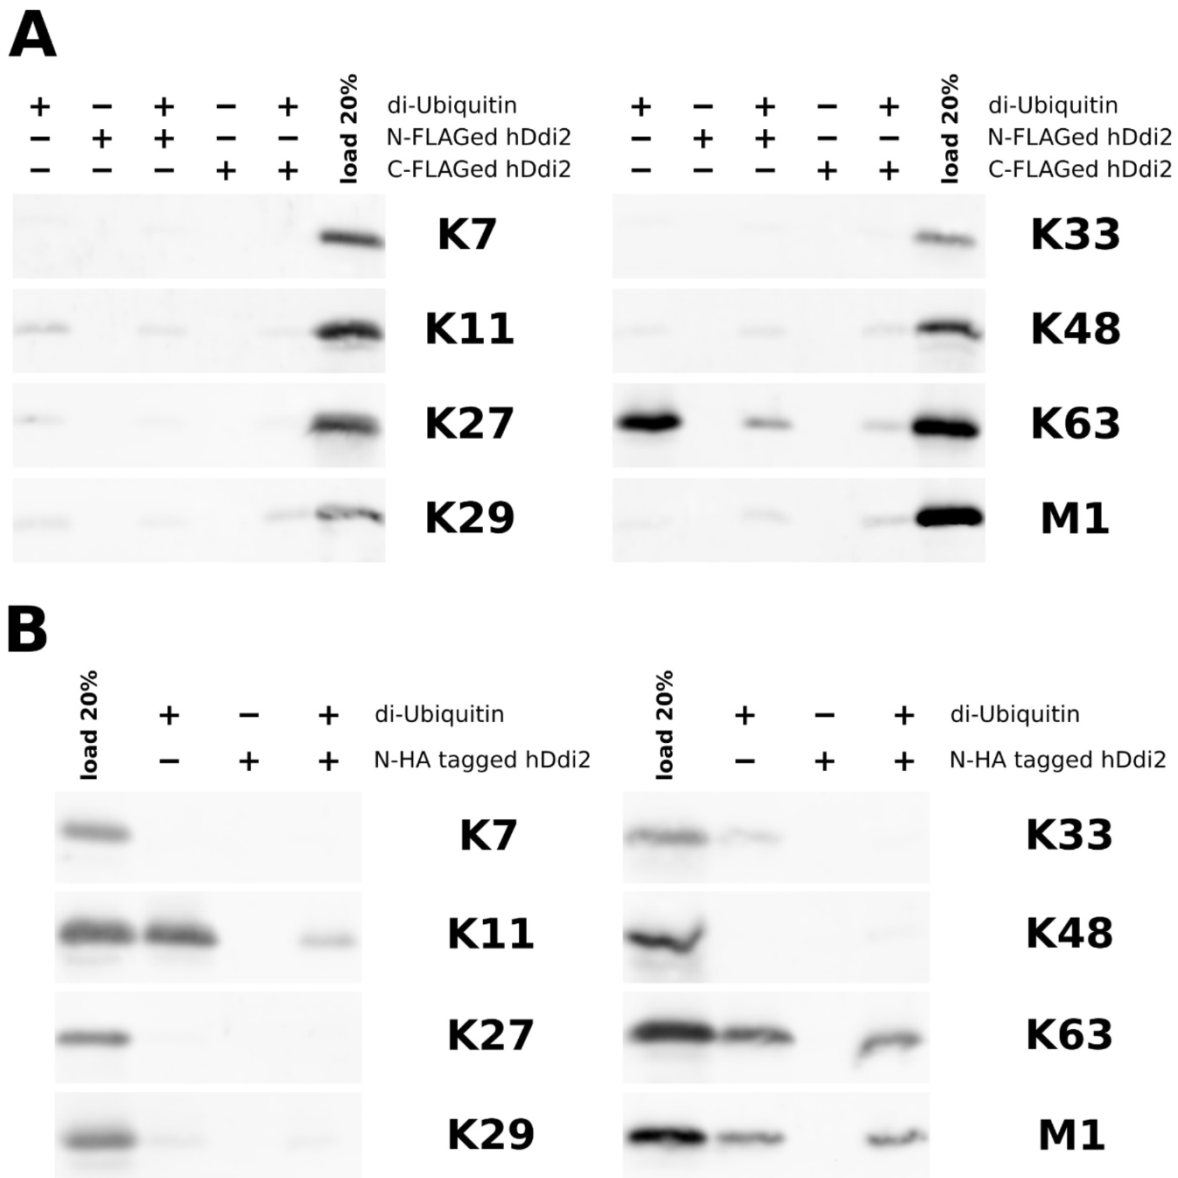 A
+ − + − + load 20% di-Ubiquitin
− + + − − N-FLAGed hDdi2
− − − + + C-FLAGed hDdi2
K7
K11
K27
K29
+ − + − + load 20% di-Ubiquitin
− + + − − N-FLAGed hDdi2
− − − + + C-FLAGed hDdi2
K33
K48
K63
M1
B
load 20% + − + di-Ubiquitin
− + + N-HA tagged hDdi2
K7
K11
K27
K29
load 20% + − + di-Ubiquitin
− + + N-HA tagged hDdi2
K33
K48
K63
M1